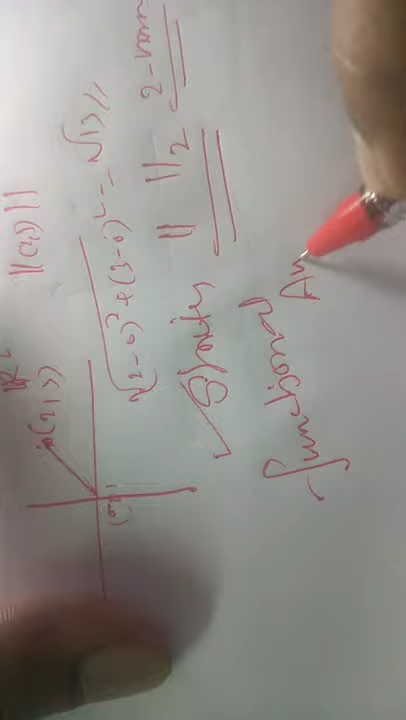 ℝ²
(2,3)
(0,0)
||(2,3)||
√(2-0)²+(3-0)² = √13
|| ||₂ 2-norm
functional An